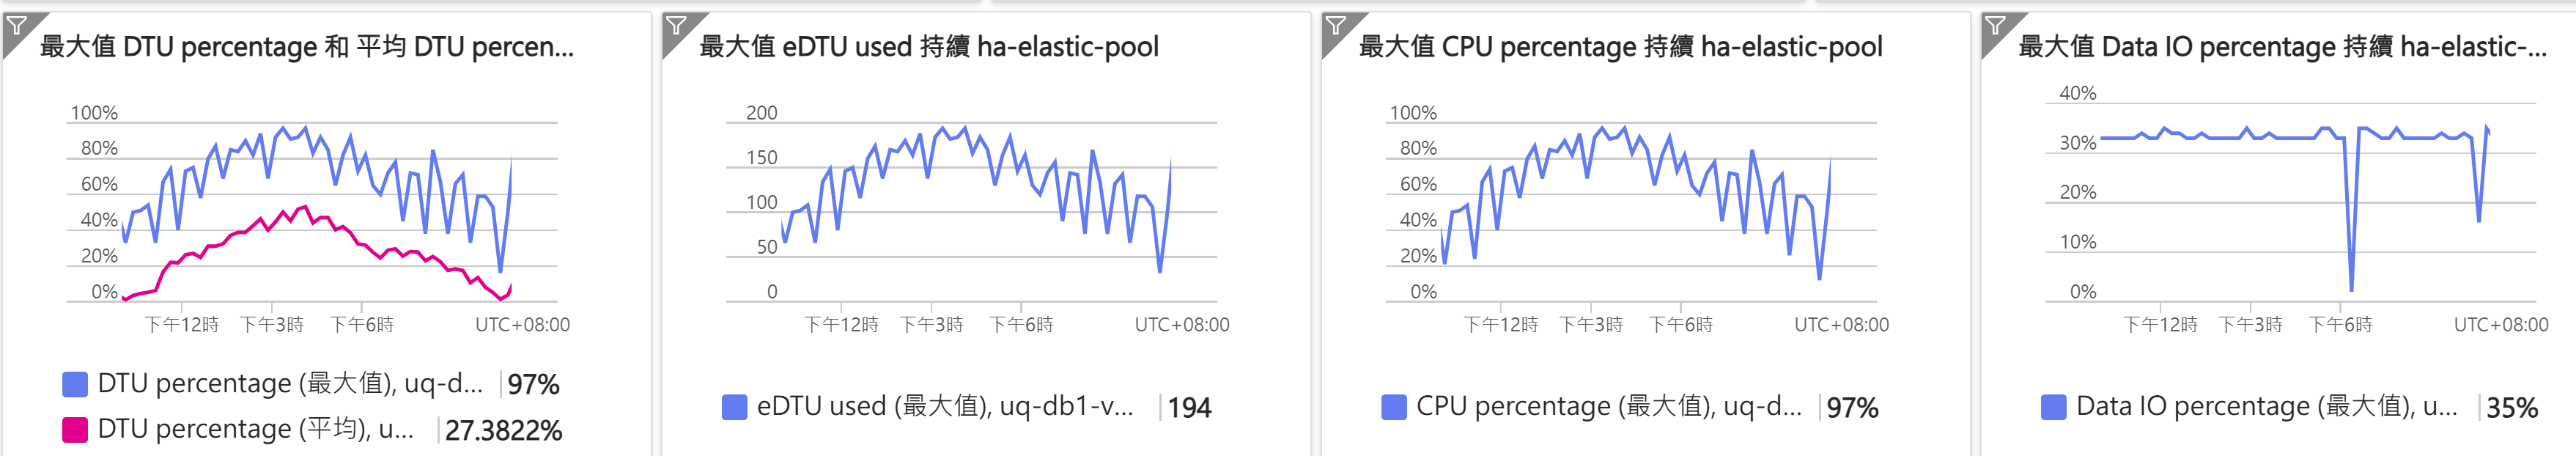 最大值 DTU percentage 和 平均 DTU percen...
100%
80%
60%
40%
20%
0%
下午12時 下午3時 下午6時 UTC+08:00
DTU percentage (最大值), uq-d... 97%
DTU percentage (平均), u... 27.3822%
最大值 eDTU used 持續 ha-elastic-pool
200
150
100
50
0
下午12時 下午3時 下午6時 UTC+08:00
eDTU used (最大值), uq-db1-v... 194
最大值 CPU percentage 持續 ha-elastic-pool
100%
80%
60%
40%
20%
0%
下午12時 下午3時 下午6時 UTC+08:00
CPU percentage (最大值), uq-d... 97%
最大值 Data IO percentage 持續 ha-elastic-...
40%
30%
20%
10%
0%
下午12時 下午3時 下午6時 UTC+08:00
Data IO percentage (最大值), u... 35%